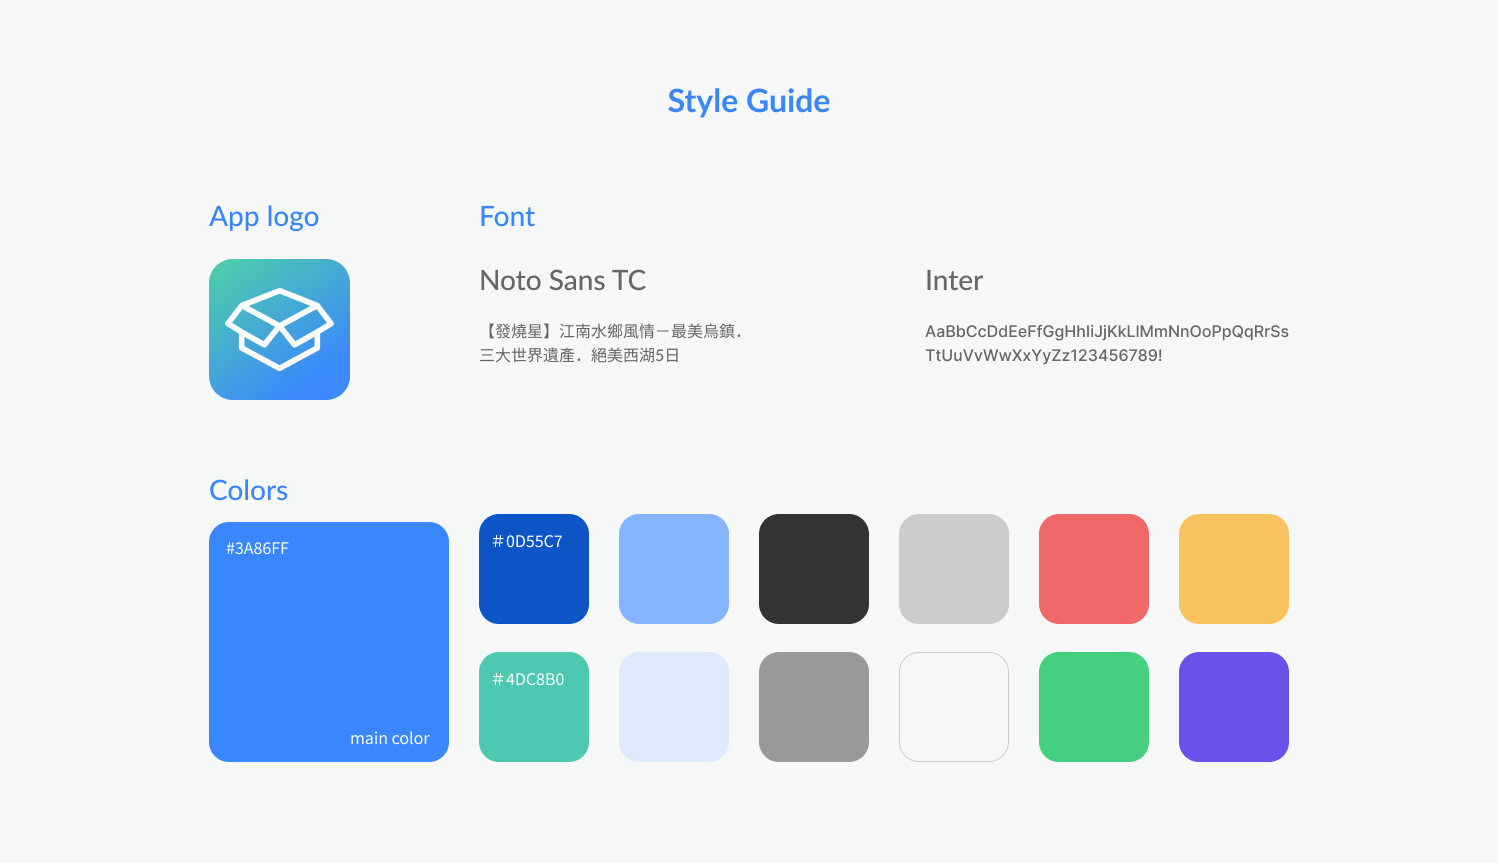 Style Guide
App logo
Font
Noto Sans TC
【發燒星】江南水鄉風情－最美烏鎮．
三大世界遺產．絕美西湖5日
Inter
AaBbCcDdEeFfGgHhIiJjKkLlMmNnOoPpQqRrSs
TtUuVvWwXxYyZz123456789!
Colors
#3A86FF
main color
＃0D55C7
＃4DC8B0